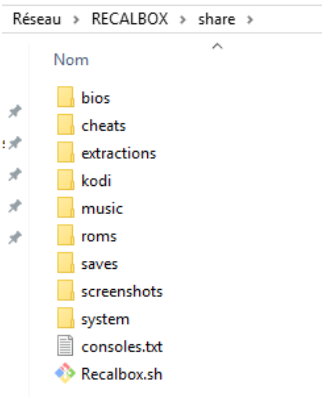 Réseau > RECALBOX > share >
Nom
bios
cheats
extractions
kodi
music
roms
saves
screenshots
system
consoles.txt
Recalbox.sh